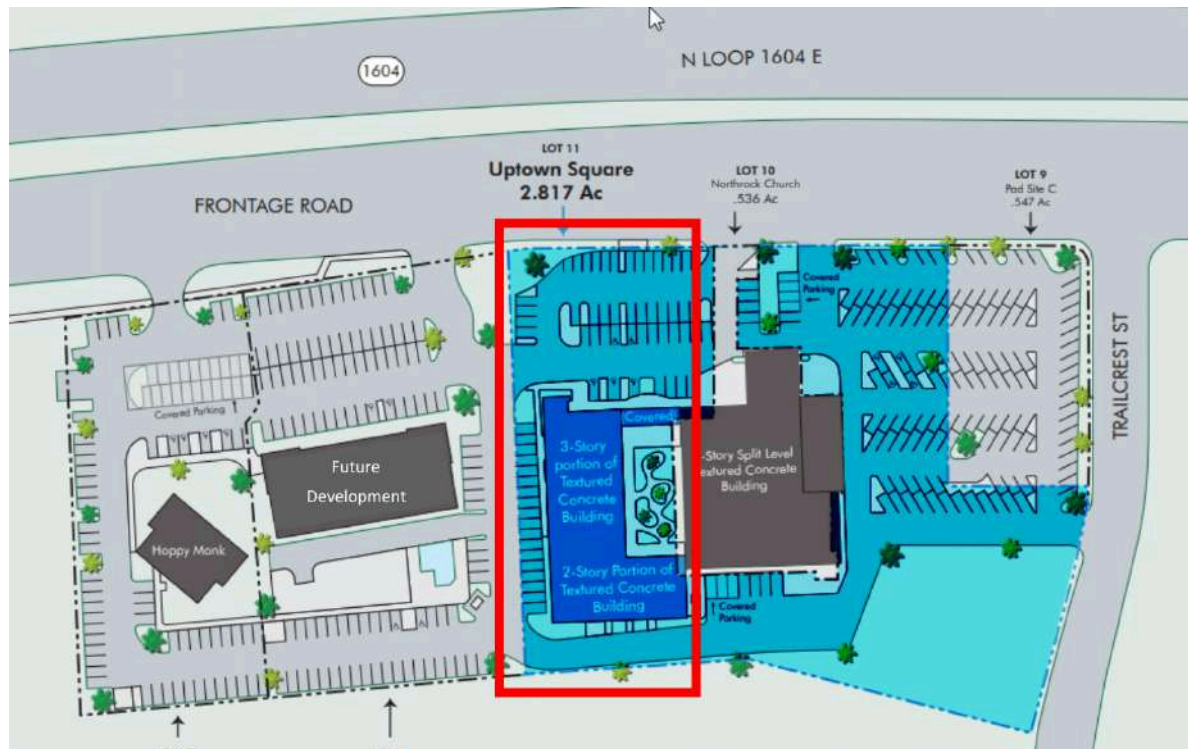 N LOOP 1604 E
1604
LOT 11
Uptown Square
2.817 Ac
LOT 10
Northrock Church
.536 Ac
LOT 9
Pad Site C
.547 Ac
FRONTAGE ROAD
TRAILCREST ST
Covered
Parking
Covered Parking
Covered
3-Story
portion of
Textured
Concrete
Building
-Story Split Level
Textured Concrete
Building
Future
Development
Hoppy Monk
2-Story Portion of
Textured Concrete
Building
Covered
Parking